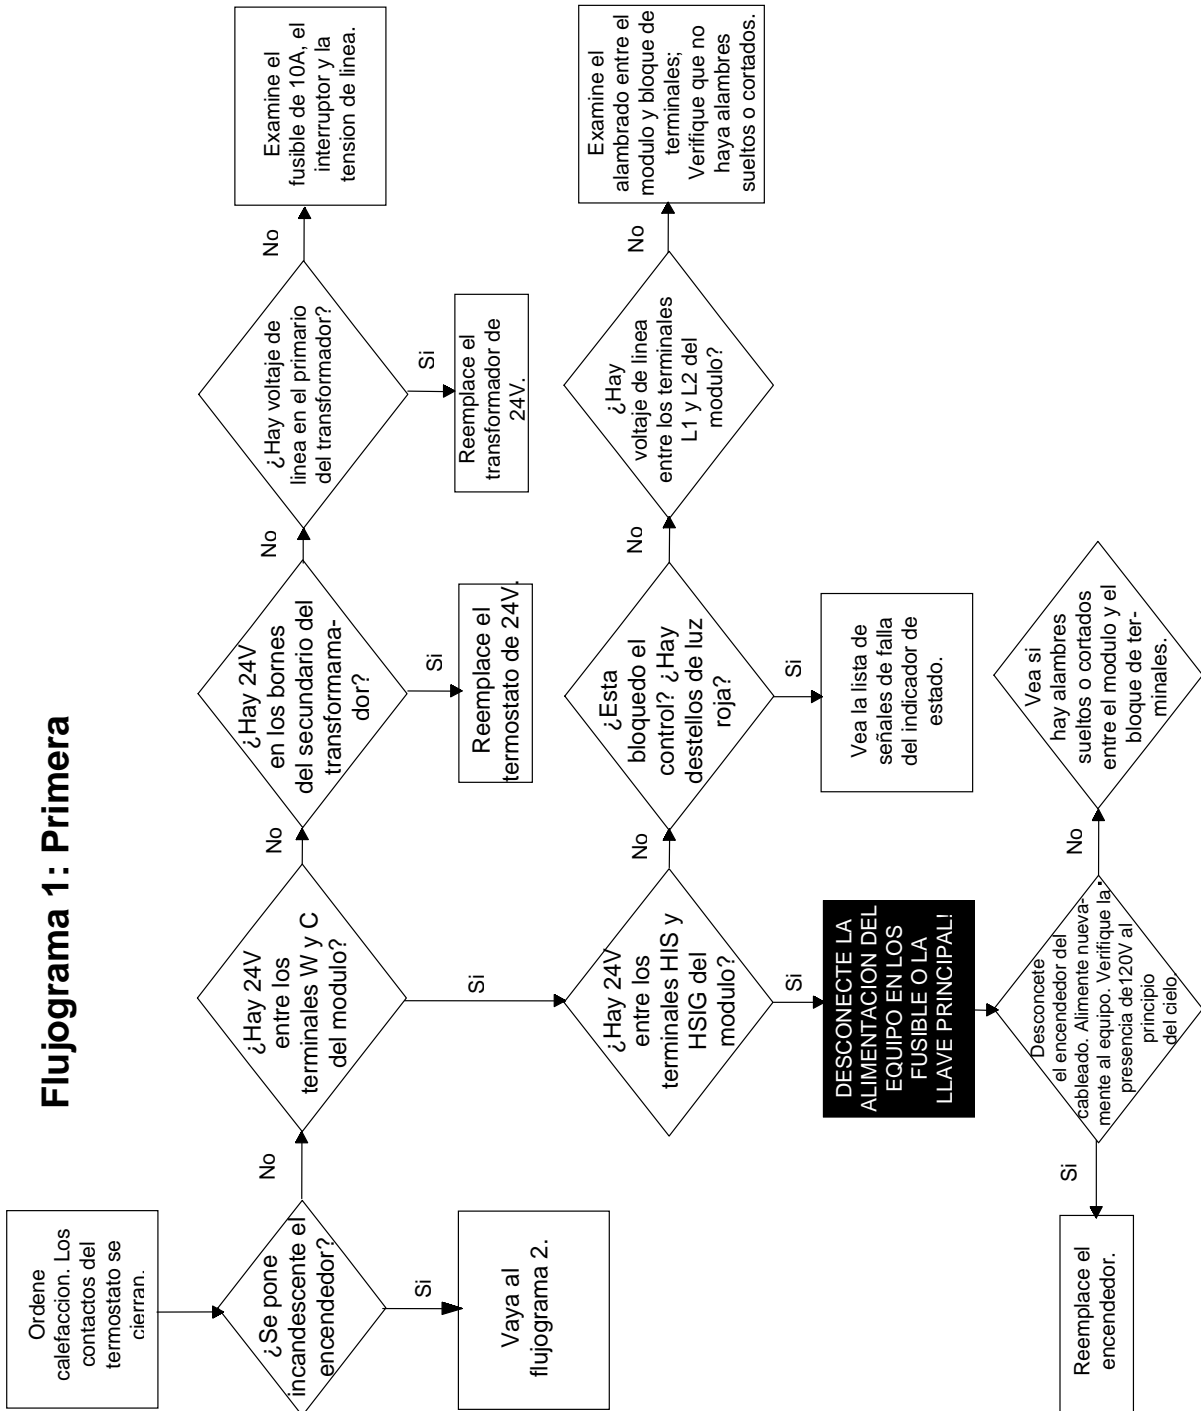 Flujograma 1: Primera
Ordene
calefaccion. Los
contactos del
termostato se
cierran.
¿Se pone
incandescente el
encendedor?
No
Si
Vaya al
flujograma 2.
¿Hay 24V
entre los
terminales W y C
del modulo?
No
Si
¿Hay 24V
en los bornes
del secundario del
transformama-
dor?
No
Si
Reemplace el
termostato de 24V.
¿Hay voltaje de
linea en el primario
del transformador?
No
Si
Reemplace el
transformador de
24V.
Examine el
fusible de 10A, el
interruptor y la
tension de linea.
¿Hay 24V
entre los
terminales HIS y
HSIG del
modulo?
No
Si
¿Esta
bloquedo el
control? ¿Hay
destellos de luz
roja?
No
Si
Vea la lista de
señales de falla
del indicador de
estado.
¿Hay
voltaje de linea
entre los terminales
L1 y L2 del
modulo?
No
Examine el
alambrado entre el
modulo y bloque de
terminales;
Verifique que no
haya alambres
sueltos o cortados.
DESCONECTE LA
ALIMENTACION DEL
EQUIPO EN LOS
FUSIBLE O LA
LLAVE PRINCIPAL!
Desconcete
el encendedor del
cableado. Alimente nueva-
mente al equipo. Verifique la.
presencia de120V al
principio
del cielo.
Si
No
Reemplace el
encendedor.
Vea si
hay alambres
sueltos o cortados
entre el modulo y el
bloque de ter-
minales.